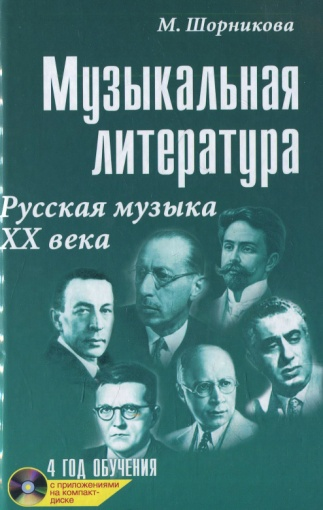 М. Шорникова
Музыкальная
литература
Русская музыка
XX века
4 ГОД ОБУЧЕНИЯ
с приложениями
на компакт-
диске